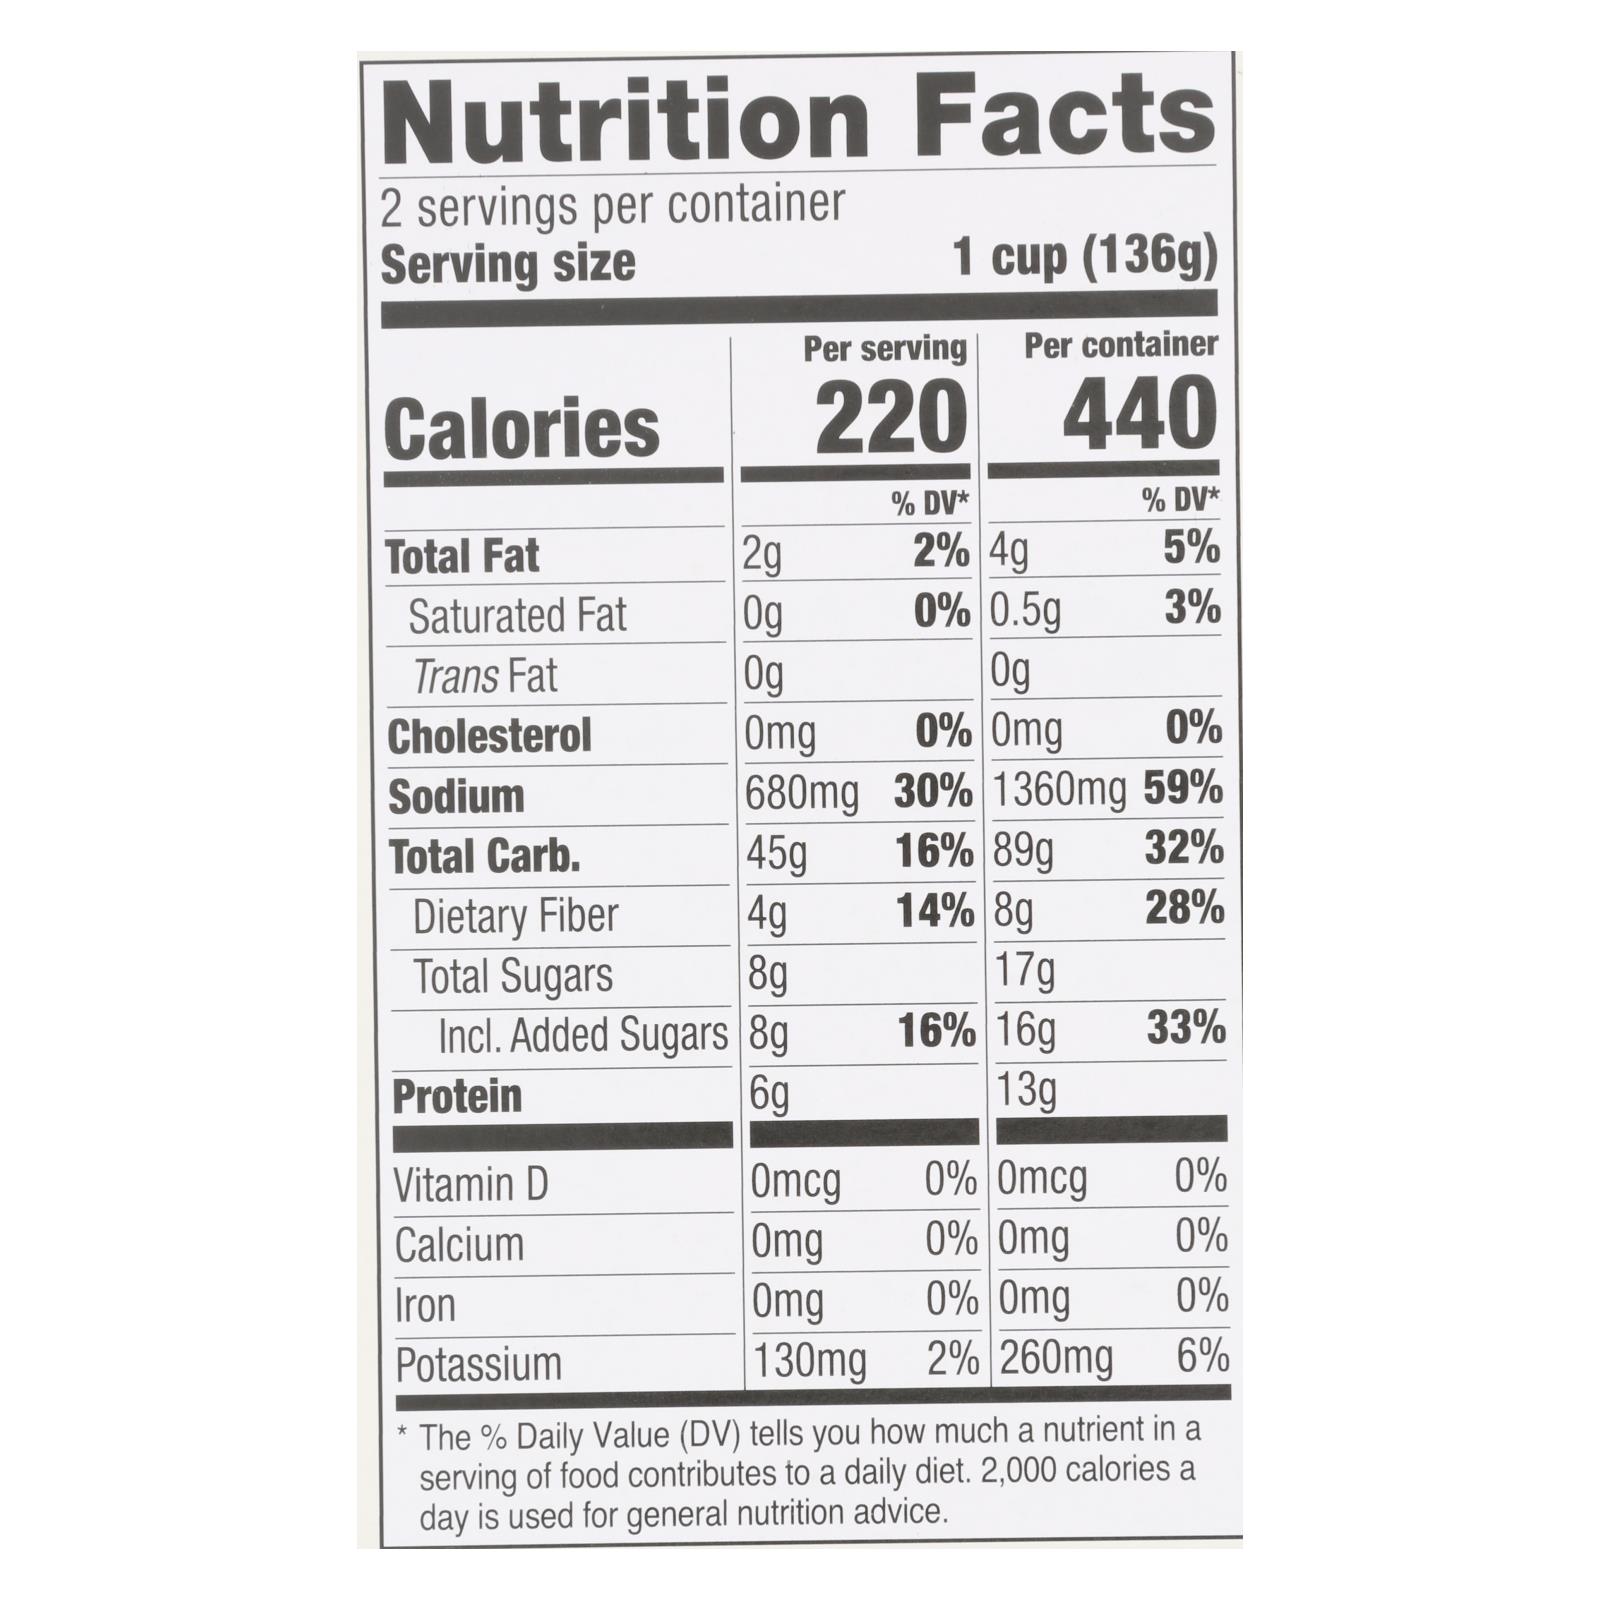 Nutrition Facts
2 servings per container
Serving size 1 cup (136g)
Per serving Per container
Calories 220 440
% DV* % DV*
Total Fat 2g 2% 4g 5%
Saturated Fat 0g 0% 0.5g 3%
Trans Fat 0g 0g
Cholesterol 0mg 0% 0mg 0%
Sodium 680mg 30% 1360mg 59%
Total Carb. 45g 16% 89g 32%
Dietary Fiber 4g 14% 8g 28%
Total Sugars 8g 17g
Incl. Added Sugars 8g 16% 16g 33%
Protein 6g 13g
Vitamin D 0mcg 0% 0mcg 0%
Calcium 0mg 0% 0mg 0%
Iron 0mg 0% 0mg 0%
Potassium 130mg 2% 260mg 6%
* The % Daily Value (DV) tells you how much a nutrient in a
serving of food contributes to a daily diet. 2,000 calories a
day is used for general nutrition advice.